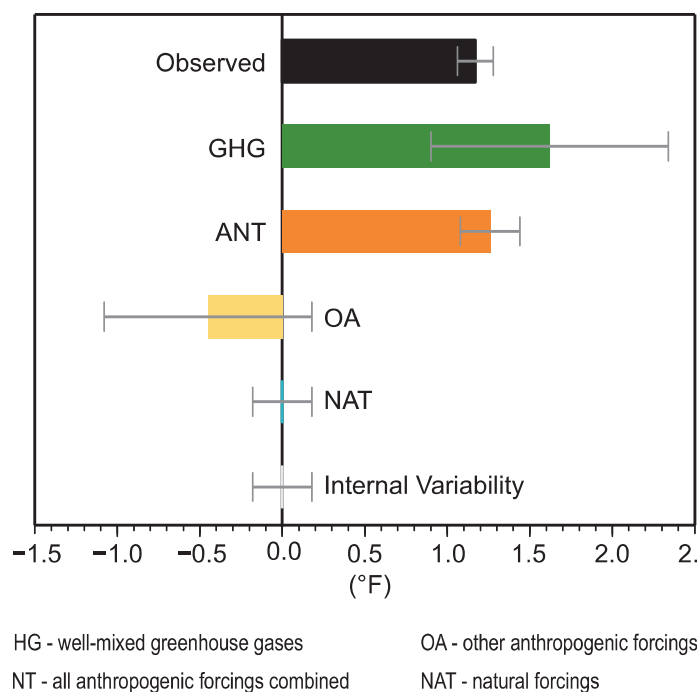 Observed
GHG
ANT
OA
NAT
Internal Variability
−1.5 −1.0 −0.5 0.0 0.5 1.0 1.5 2.0 2.
(°F)
HG - well-mixed greenhouse gases OA - other anthropogenic forcings
NT - all anthropogenic forcings combined NAT - natural forcings